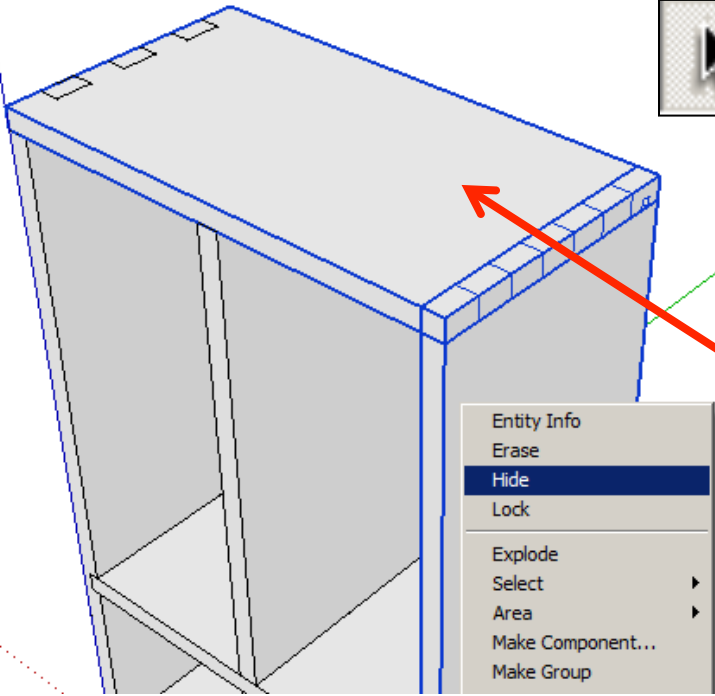 Entity Info
Erase
Hide
Lock
Explode
Select
Area
Make Component...
Make Group